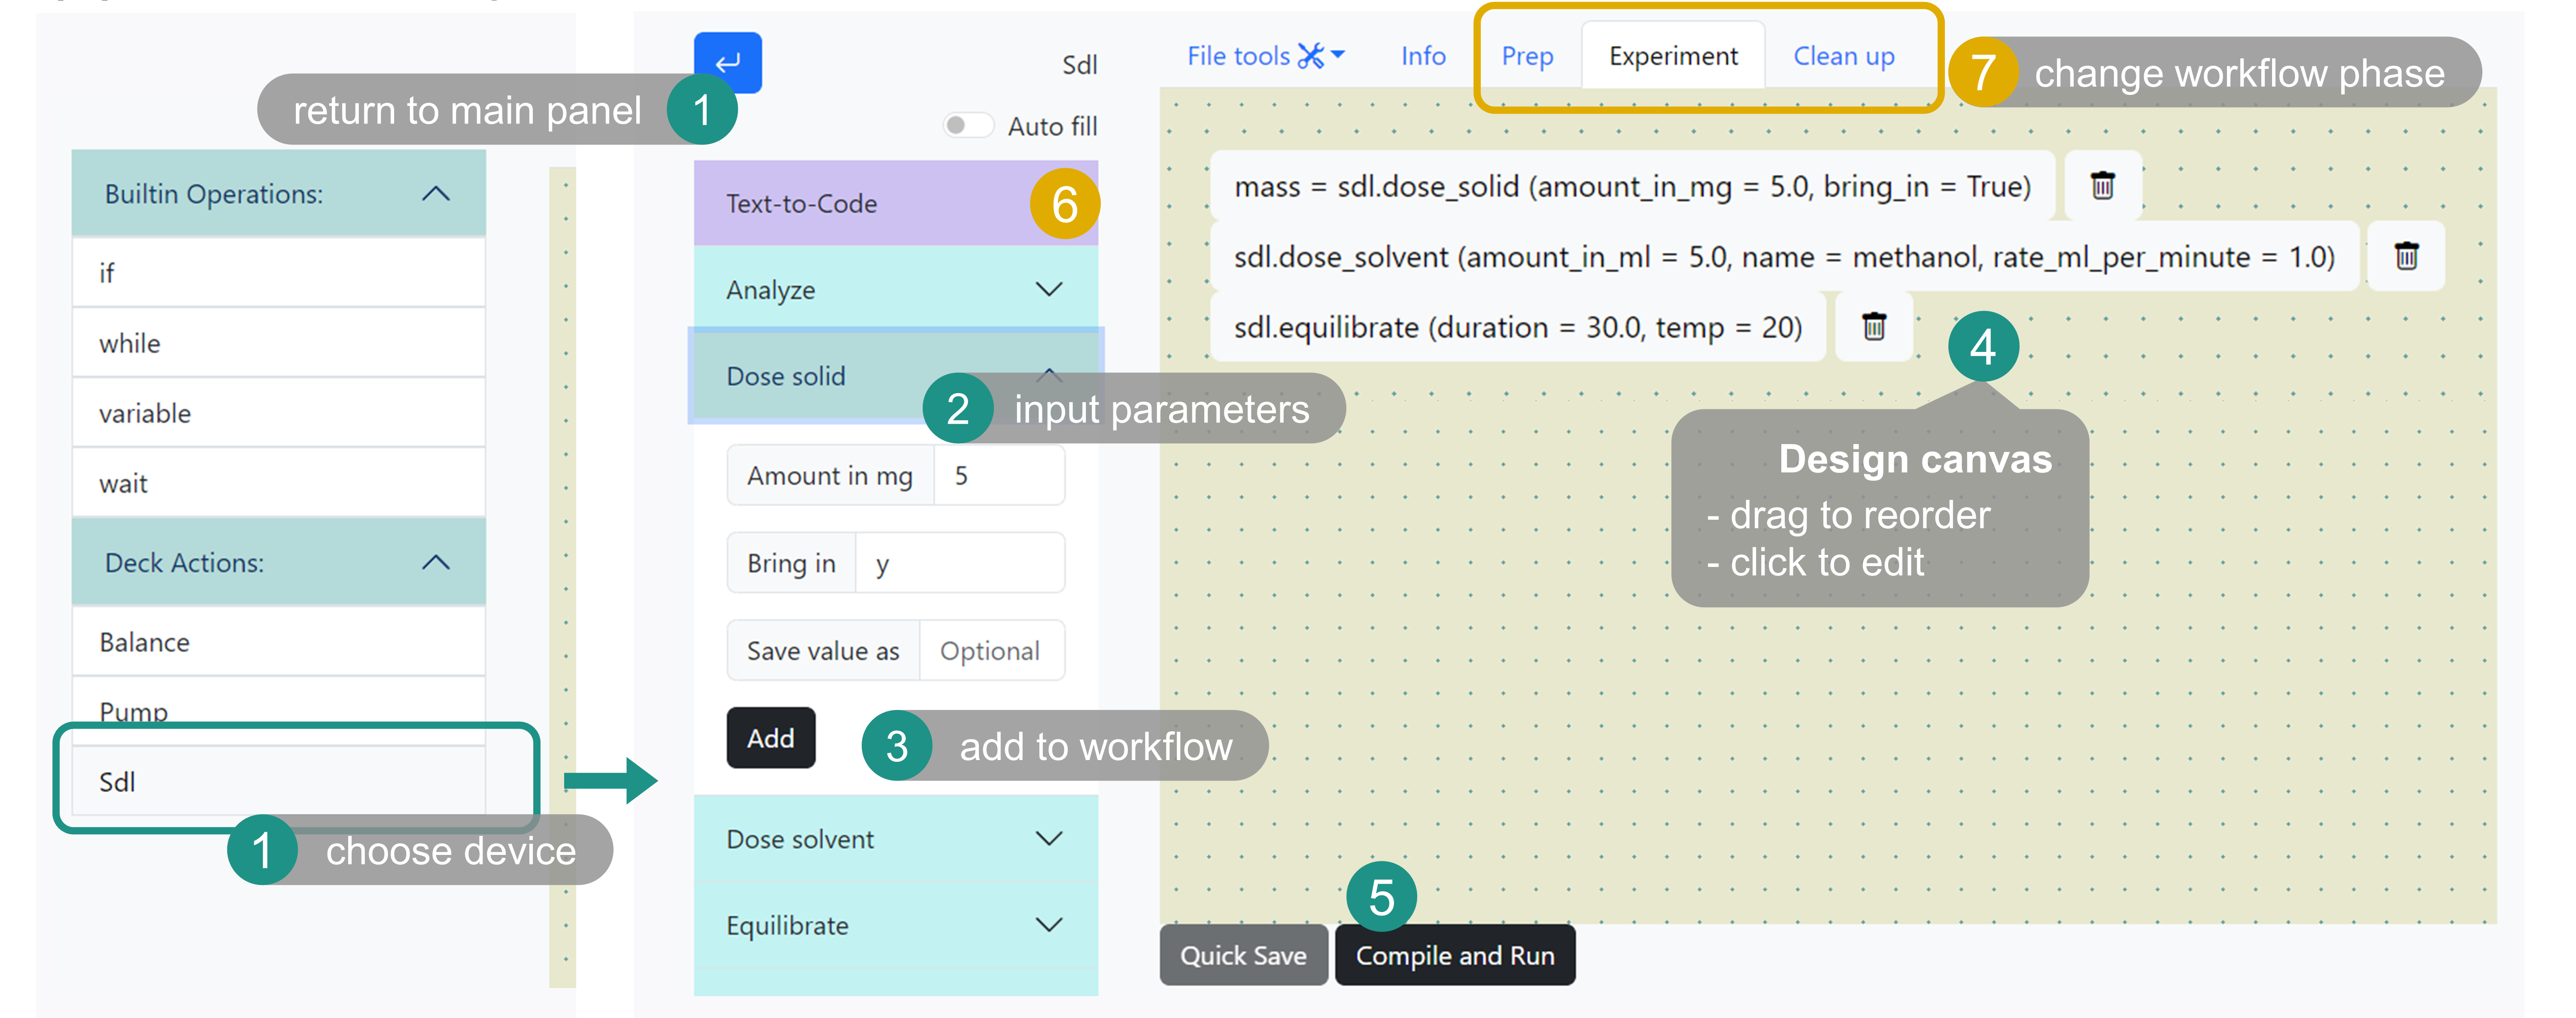 return to main panel 1
Builtin Operations:
if
while
variable
wait
Deck Actions:
Balance
Pump
Sdl
1 choose device
Sdl
Auto fill
Text-to-Code 6
Analyze
Dose solid
2 input parameters
Amount in mg 5
Bring in y
Save value as Optional
Add
3 add to workflow
Dose solvent
Equilibrate
File tools Info Prep Experiment Clean up
7 change workflow phase
mass = sdl.dose_solid (amount_in_mg = 5.0, bring_in = True)
sdl.dose_solvent (amount_in_ml = 5.0, name = methanol, rate_ml_per_minute = 1.0)
sdl.equilibrate (duration = 30.0, temp = 20)
4
Design canvas
- drag to reorder
- click to edit
5
Quick Save Compile and Run